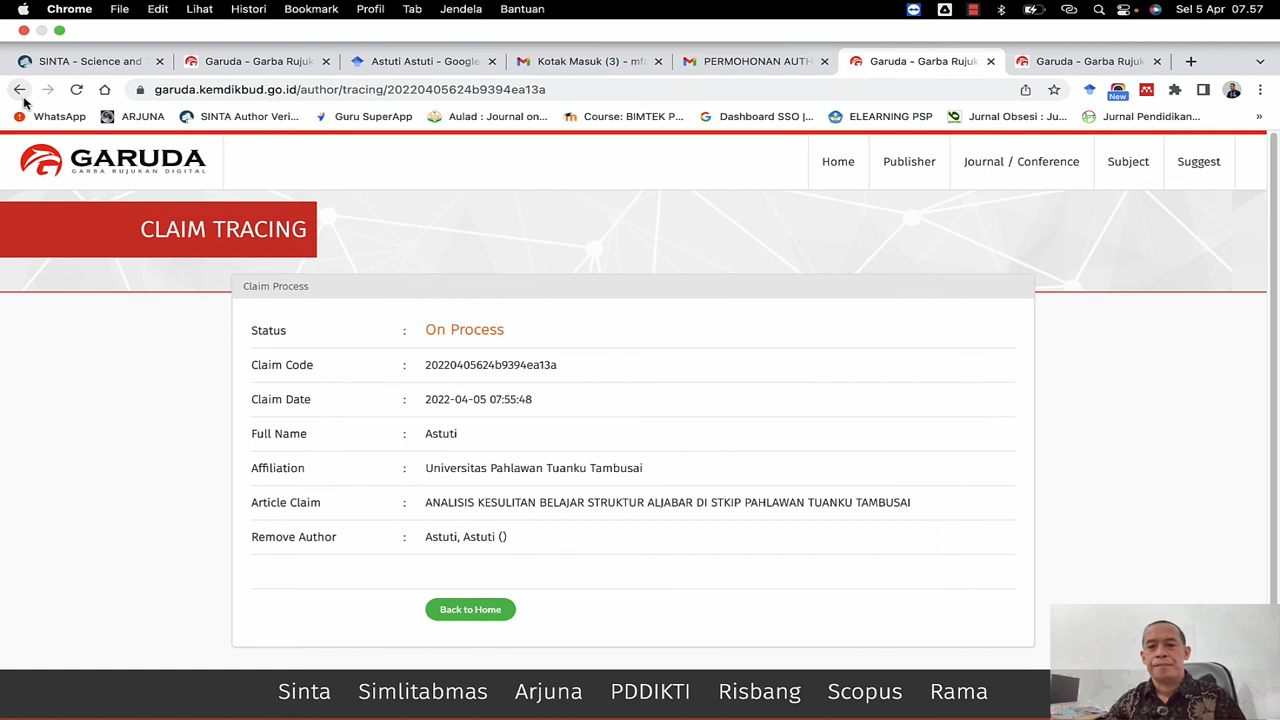 Chrome File Edit Lihat Histori Bookmark Profil Tab Jendela Bantuan Sel 5 Apr 07.57
SINTA - Science and Garuda - Garba Rujuk Astuti Astuti - Google Kotak Masuk (3) - mfa PERMOHONAN AUTH Garuda - Garba Rujuk Garuda - Garba Rujuk
garuda.kemdikbud.go.id/author/tracing/20220405624b9394ea13a New
WhatsApp ARJUNA SINTA Author Veri... Guru SuperApp Aulad : Journal on... Course: BIMTEK P... Dashboard SSO |... ELEARNING PSP Jurnal Obsesi : Ju... Jurnal Pendidikan... »
GARUDA
GARBA RUJUKAN DIGITAL
Home Publisher Journal / Conference Subject Suggest
CLAIM TRACING
Claim Process
Status : On Process
Claim Code : 20220405624b9394ea13a
Claim Date : 2022-04-05 07:55:48
Full Name : Astuti
Affiliation : Universitas Pahlawan Tuanku Tambusai
Article Claim : ANALISIS KESULITAN BELAJAR STRUKTUR ALJABAR DI STKIP PAHLAWAN TUANKU TAMBUSAI
Remove Author : Astuti, Astuti ()
Back to Home
Sinta Simlitabmas Arjuna PDDIKTI Risbang Scopus Rama